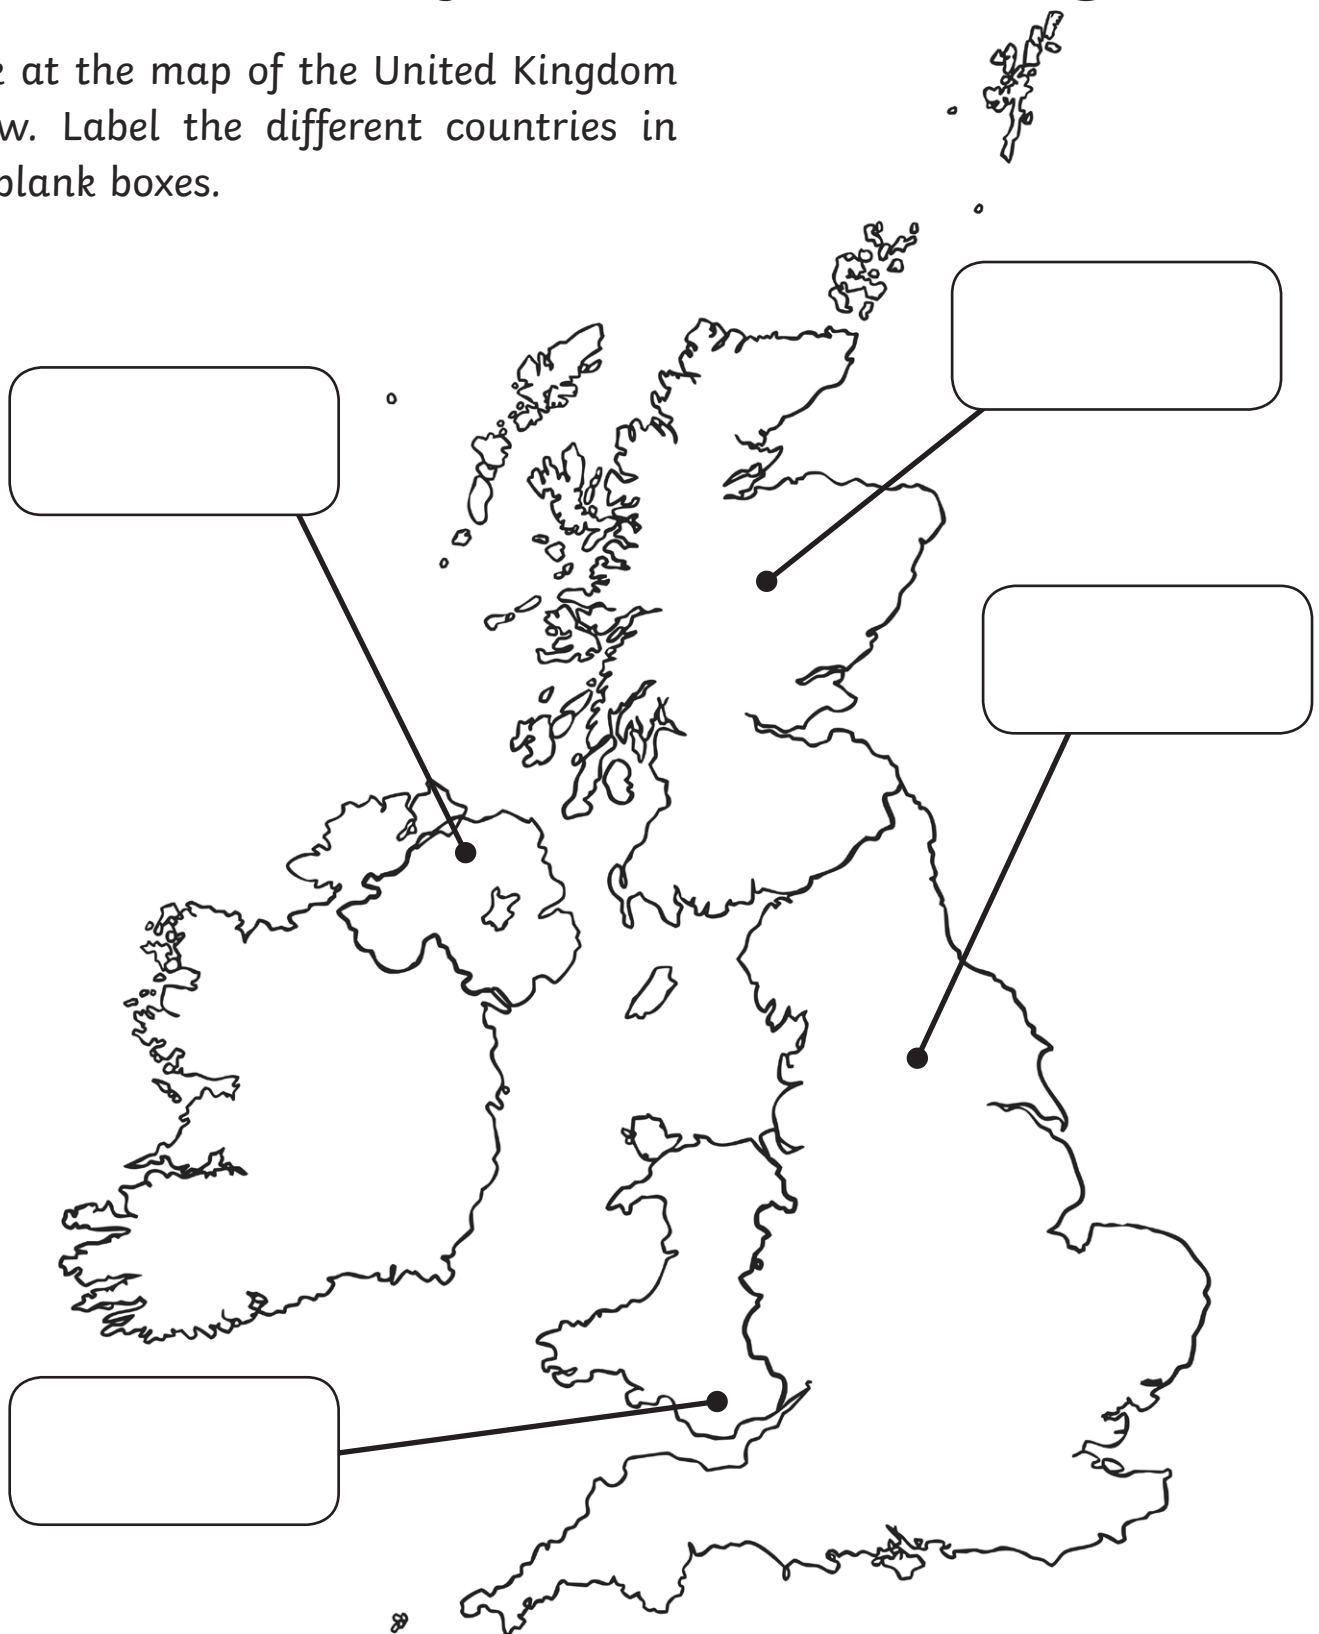 at the map of the United Kingdom
Label the different countries in
blank boxes.